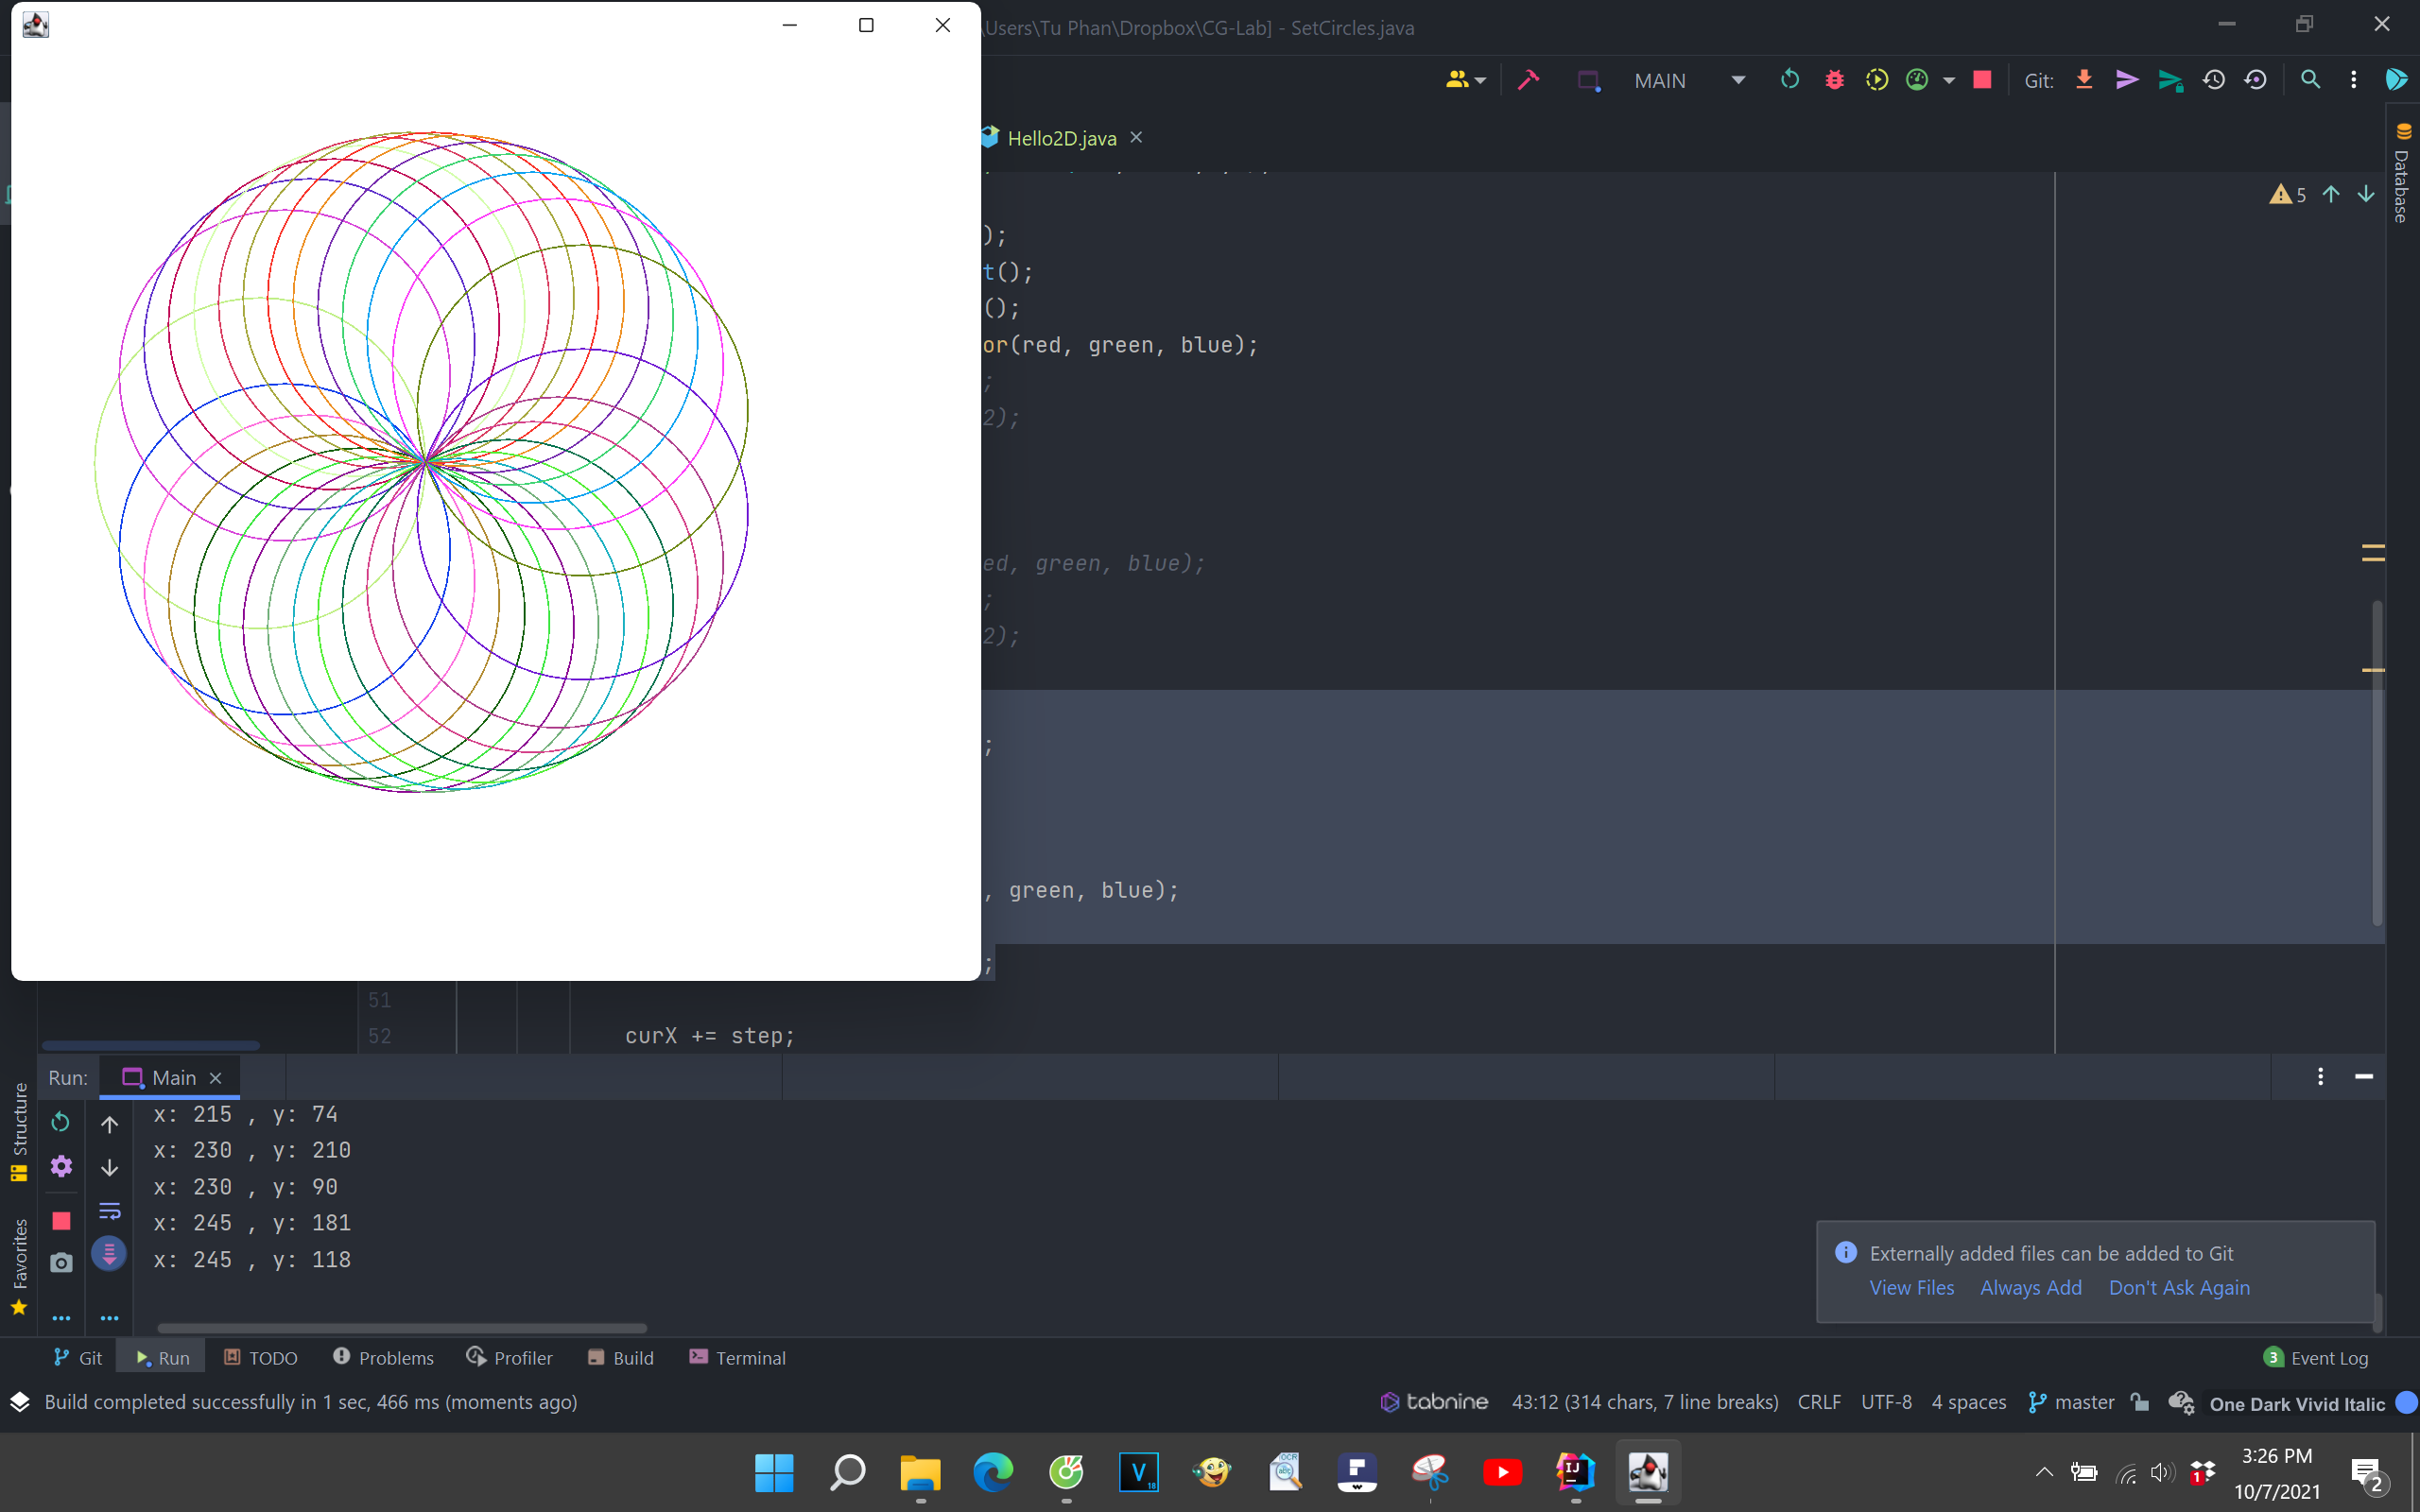 \Users\Tu Phan\Dropbox\CG-Lab] - SetCircles.java
MAIN
Git:
Hello2D.java
5
Database
);
t();
();
or(red, green, blue);
;
2);
ed, green, blue);
;
2);
;
, green, blue);
;
51
52
curX += step;
Run:
Main
Structure
Favorites
x: 215 , y: 74
x: 230 , y: 210
x: 230 , y: 90
x: 245 , y: 181
x: 245 , y: 118
Externally added files can be added to Git
View Files Always Add Don't Ask Again
Git Run TODO Problems Profiler Build Terminal
3 Event Log
Build completed successfully in 1 sec, 466 ms (moments ago)
tabnine 43:12 (314 chars, 7 line breaks) CRLF UTF-8 4 spaces master One Dark Vivid Italic
V
OCR
abc
IJ
1
3:26 PM
10/7/2021
2